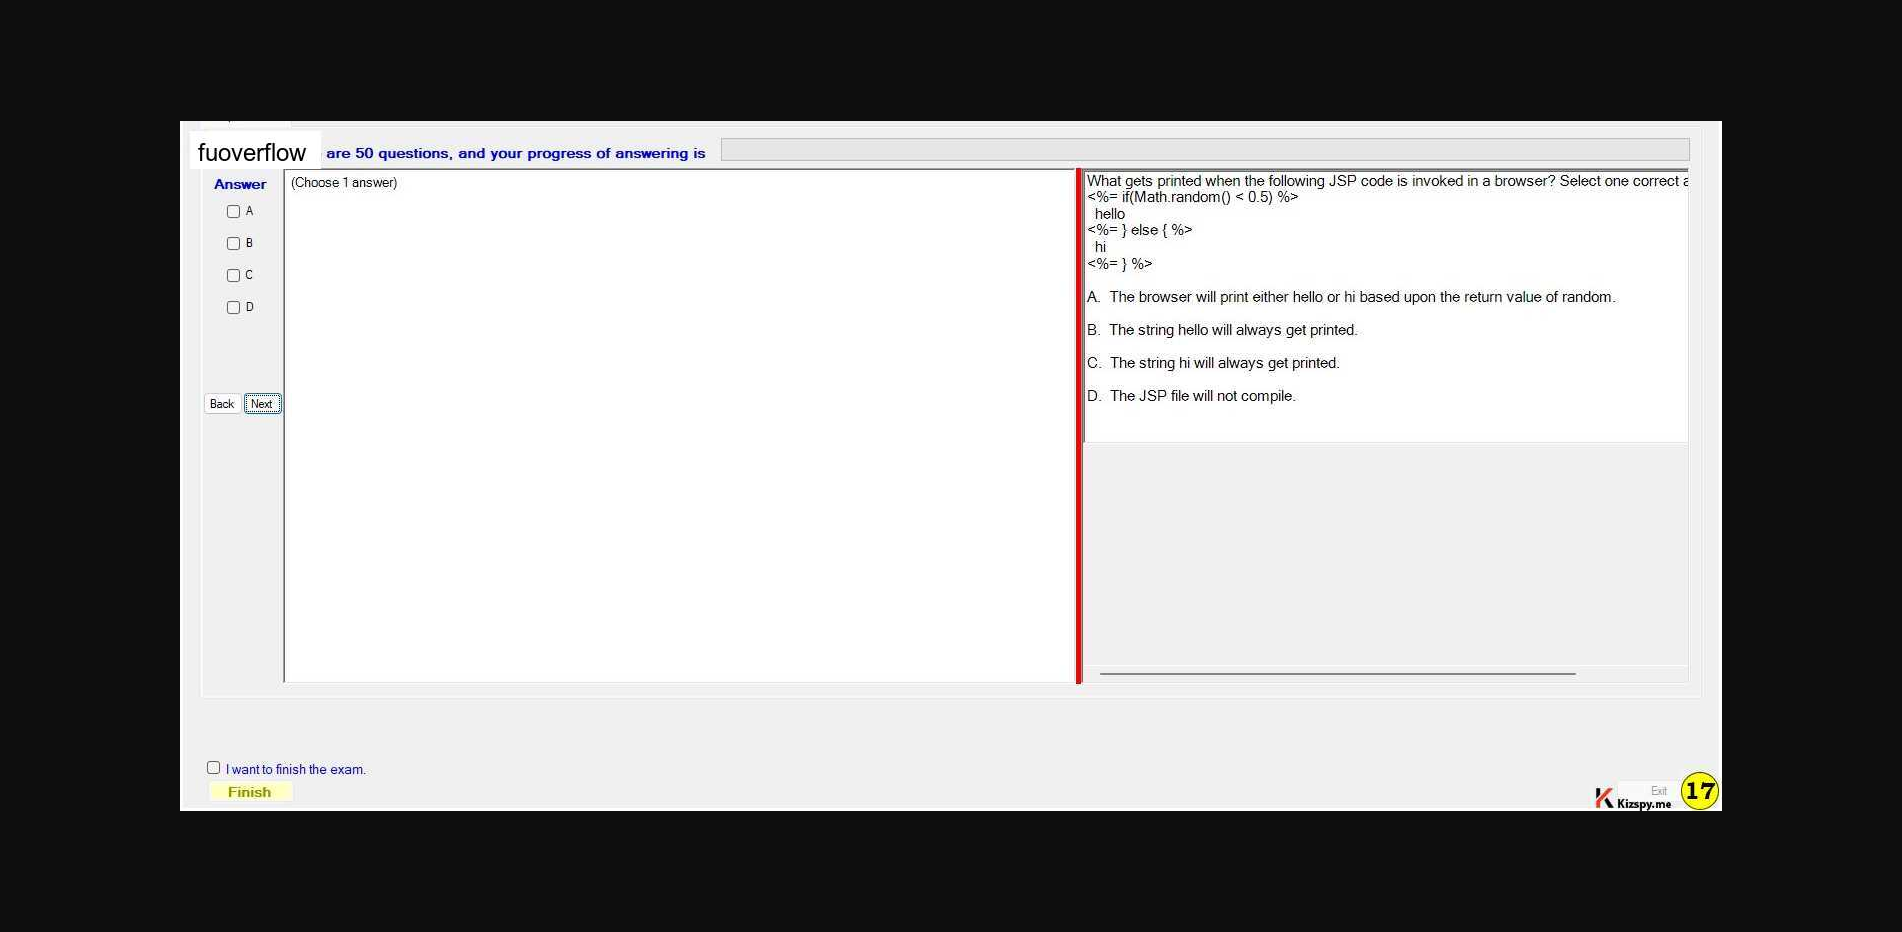 fuoverflow are 50 questions, and your progress of answering is
Answer
(Choose 1 answer)
A
B
C
D
Back Next
What gets printed when the following JSP code is invoked in a browser? Select one correct a
<%= if(Math.random() < 0.5) %>
hello
<%= } else { %>
hi
<%= } %>
A. The browser will print either hello or hi based upon the return value of random.
B. The string hello will always get printed.
C. The string hi will always get printed.
D. The JSP file will not compile.
I want to finish the exam.
Finish
Exit
Kizspy.me
17